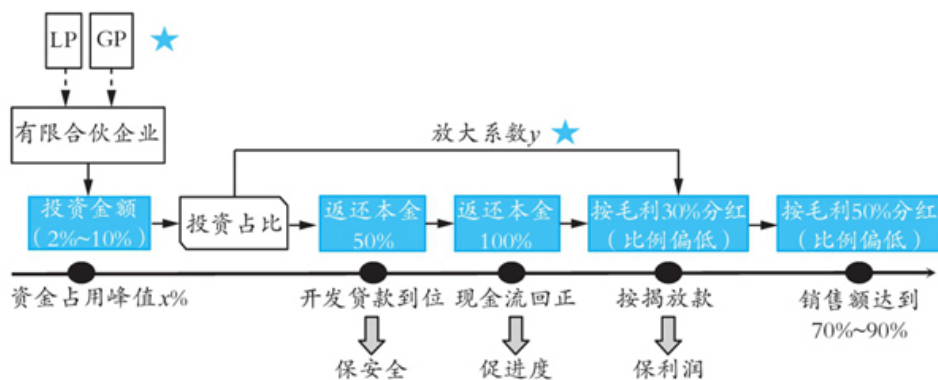 LP GP
有限合伙企业
放大系数y
投资金额
（2%~10%）
投资占比
返还本金
50%
返还本金
100%
按毛利30%分红
（比例偏低）
按毛利50%分红
（比例偏低）
资金占用峰值x%
开发贷款到位
现金流回正
按揭放款
销售额达到
70%~90%
保安全
促进度
保利润